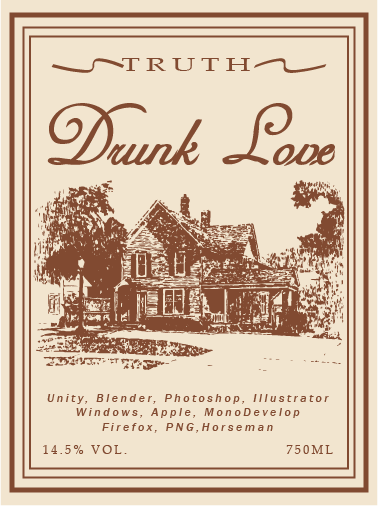 TRUTH
Drunk Love
Unity, Blender, Photoshop, Illustrator
Windows, Apple, MonoDevelop
Firefox, PNG,Horseman
14.5% VOL. 750ML